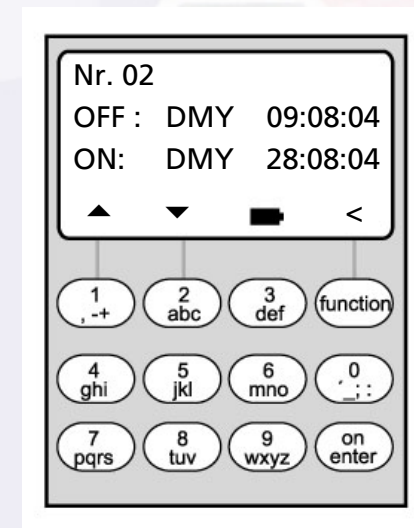 Nr. 02
OFF : DMY 09:08:04
ON: DMY 28:08:04
<
1 2 3 function
, -+ abc def
4 5 6 0
ghi jkl mno ´_; :
7 8 9 on
pqrs tuv wxyz enter